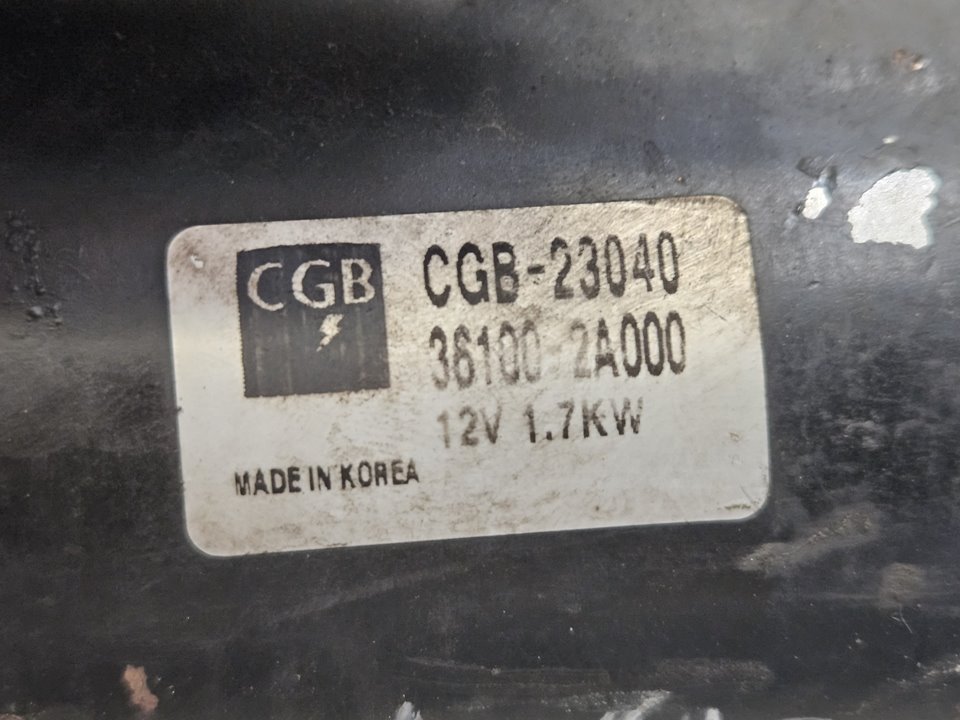 CGB
CGB-23040
36100-2A000
12V 1.7KW
MADE IN KOREA